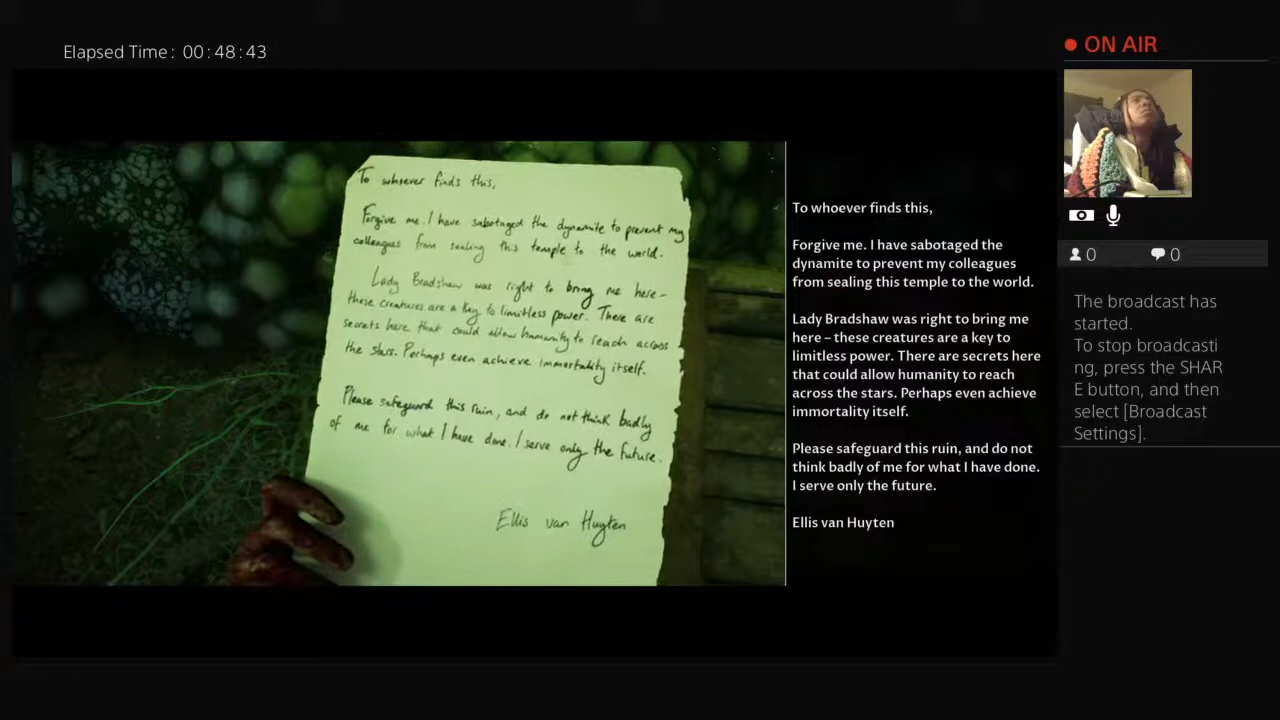 Elapsed Time: 00:48:43
ON AIR
To whoever finds this,
Forgive me. I have sabotaged the dynamite to prevent my
colleagues from sealing this temple to the world.
Lady Bradshaw was right to bring me here-
these creatures are a key to limitless power. There are
secrets here that could allow humanity to reach across
the stars. Perhaps even achieve immortality itself.
Please safeguard this ruin, and do not think badly
of me for what I have done. I serve only the future.
Ellis van Huyten
To whoever finds this,
Forgive me. I have sabotaged the
dynamite to prevent my colleagues
from sealing this temple to the world.
Lady Bradshaw was right to bring me
here – these creatures are a key to
limitless power. There are secrets here
that could allow humanity to reach
across the stars. Perhaps even achieve
immortality itself.
Please safeguard this ruin, and do not
think badly of me for what I have done.
I serve only the future.
Ellis van Huyten
0
0
The broadcast has
started.
To stop broadcasti
ng, press the SHAR
E button, and then
select [Broadcast
Settings].